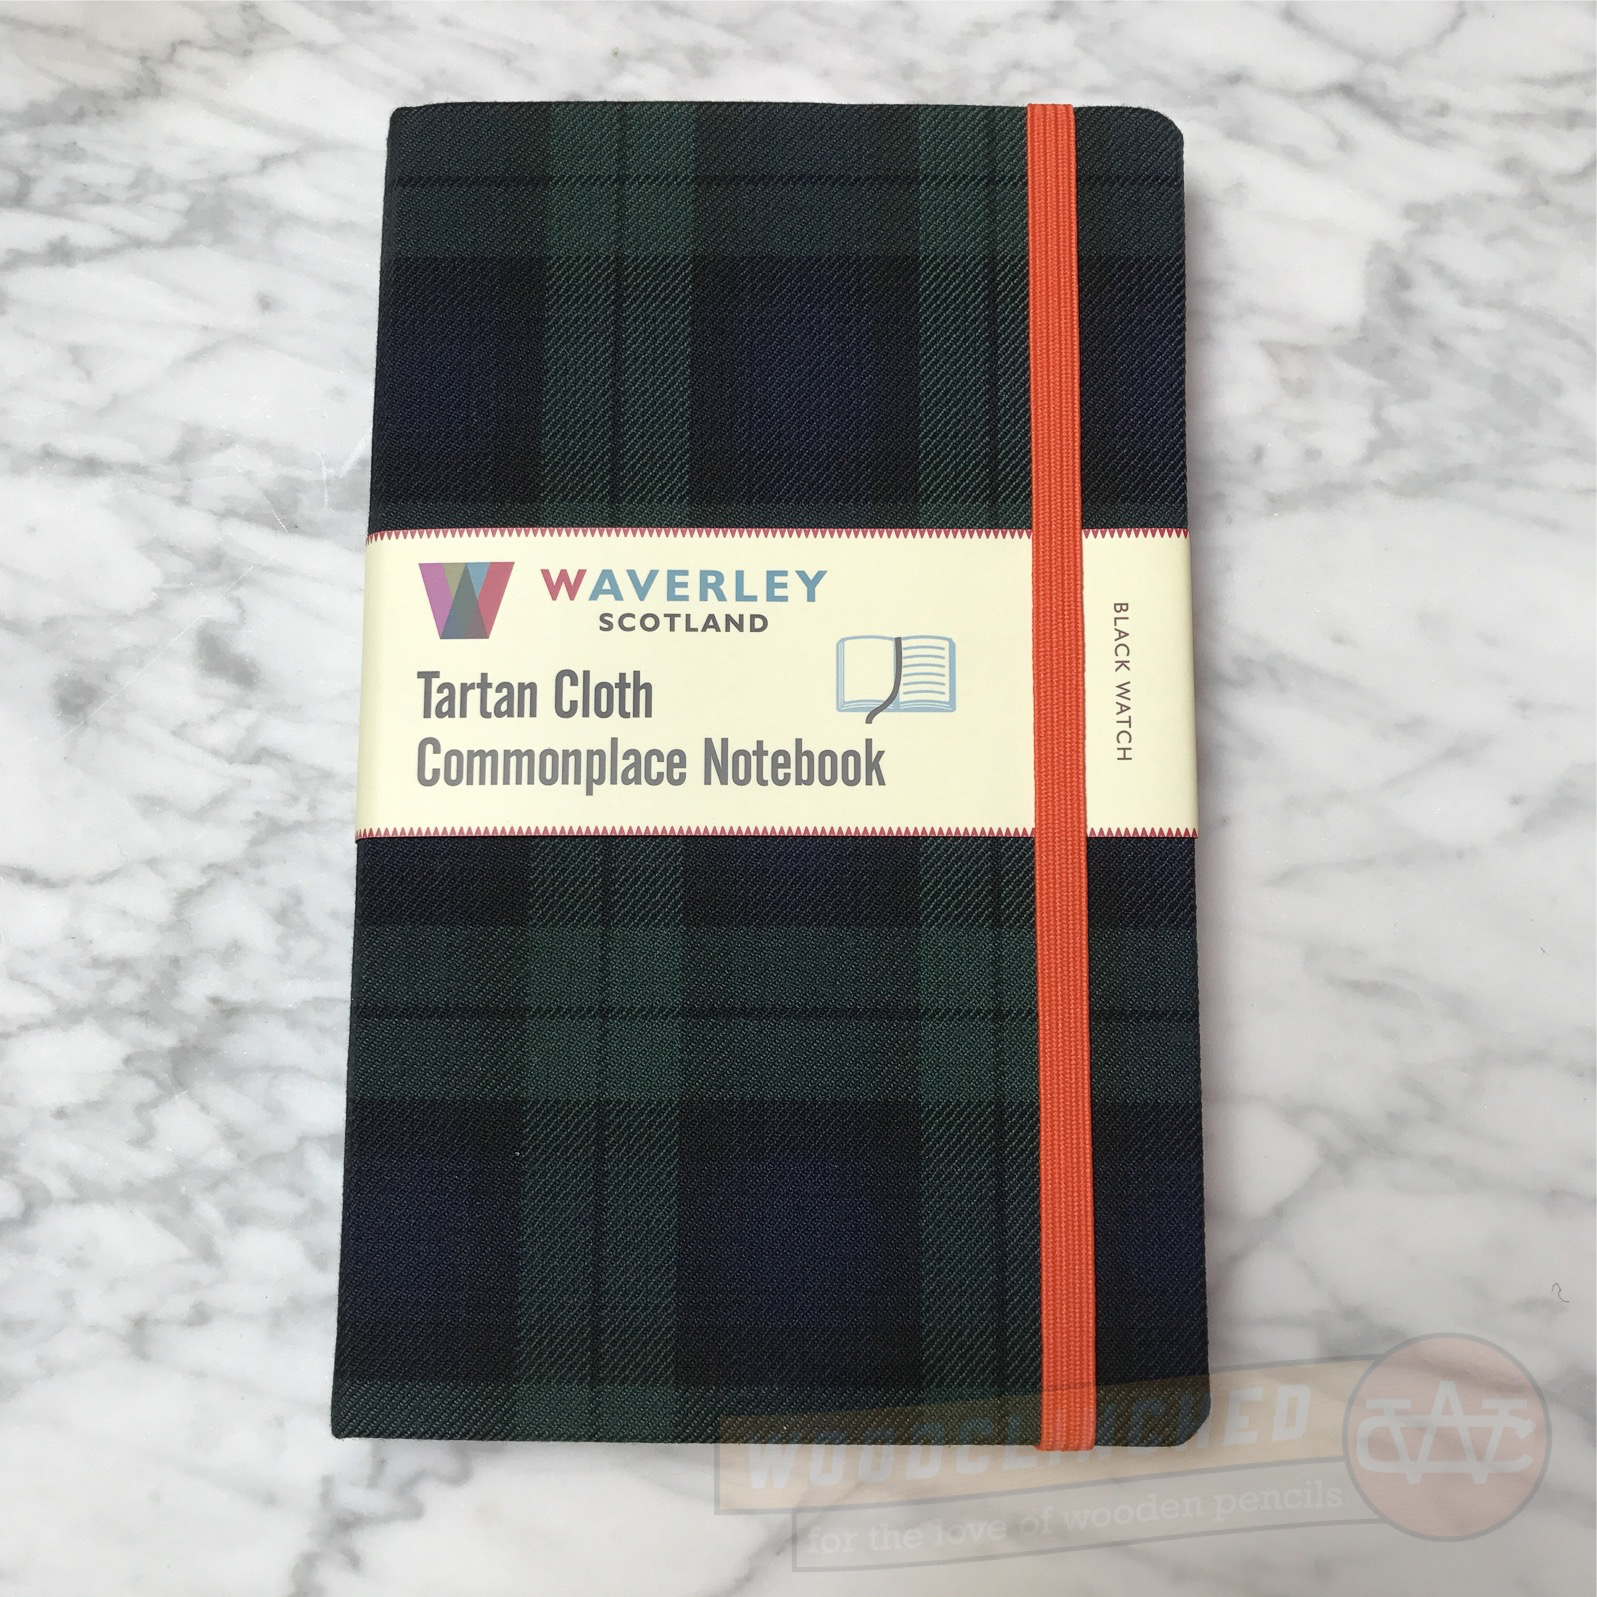 WAVERLEY
SCOTLAND
Tartan Cloth
Commonplace Notebook
BLACK WATCH
WOODCLINCHED
for the love of wooden pencils